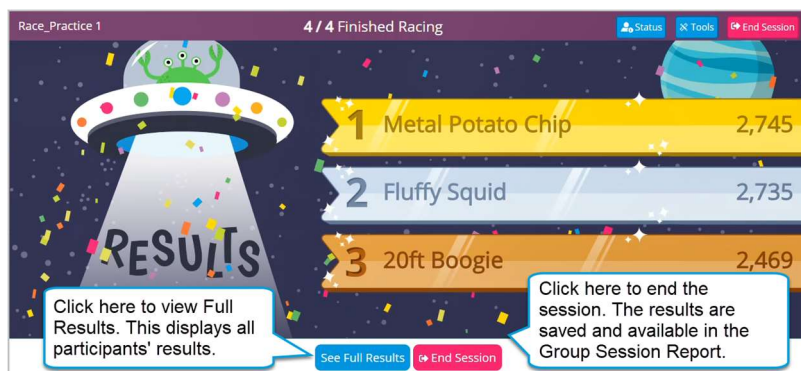 Race_Practice 1
4 / 4 Finished Racing
Status
Tools
End Session
1 Metal Potato Chip 2,745
2 Fluffy Squid 2,735
3 20ft Boogie 2,469
RESULTS
Click here to view Full
Results. This displays all
participants' results.
Click here to end the
session. The results are
saved and available in the
Group Session Report.
See Full Results
End Session